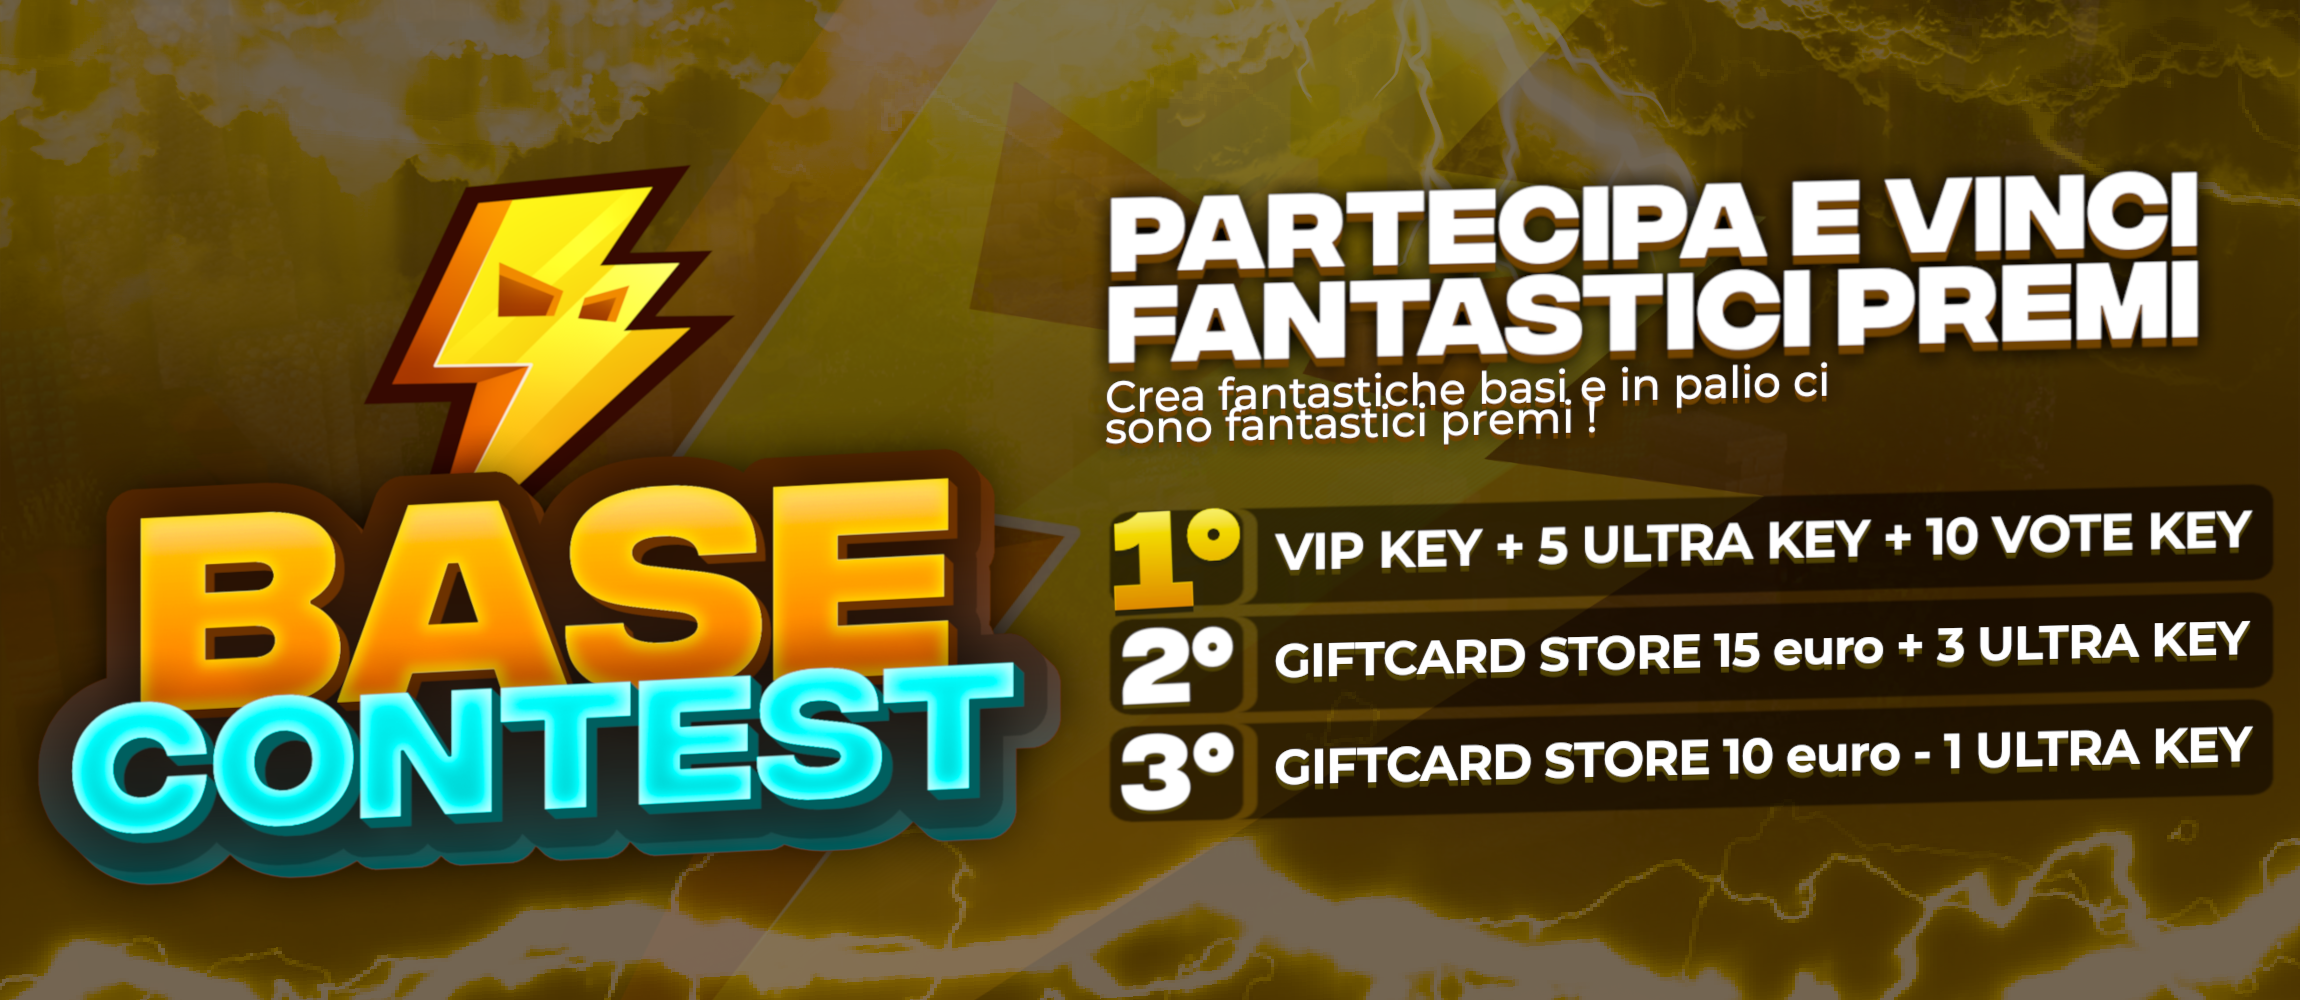 BASE
CONTEST
PARTECIPA E VINCI
FANTASTICI PREMI
Crea fantastiche basi e in palio ci
sono fantastici premi !
1° VIP KEY + 5 ULTRA KEY + 10 VOTE KEY
2° GIFTCARD STORE 15 euro + 3 ULTRA KEY
3° GIFTCARD STORE 10 euro - 1 ULTRA KEY